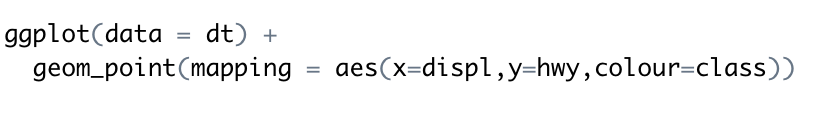 ggplot(data = dt) +
  geom_point(mapping = aes(x=displ,y=hwy,colour=class))